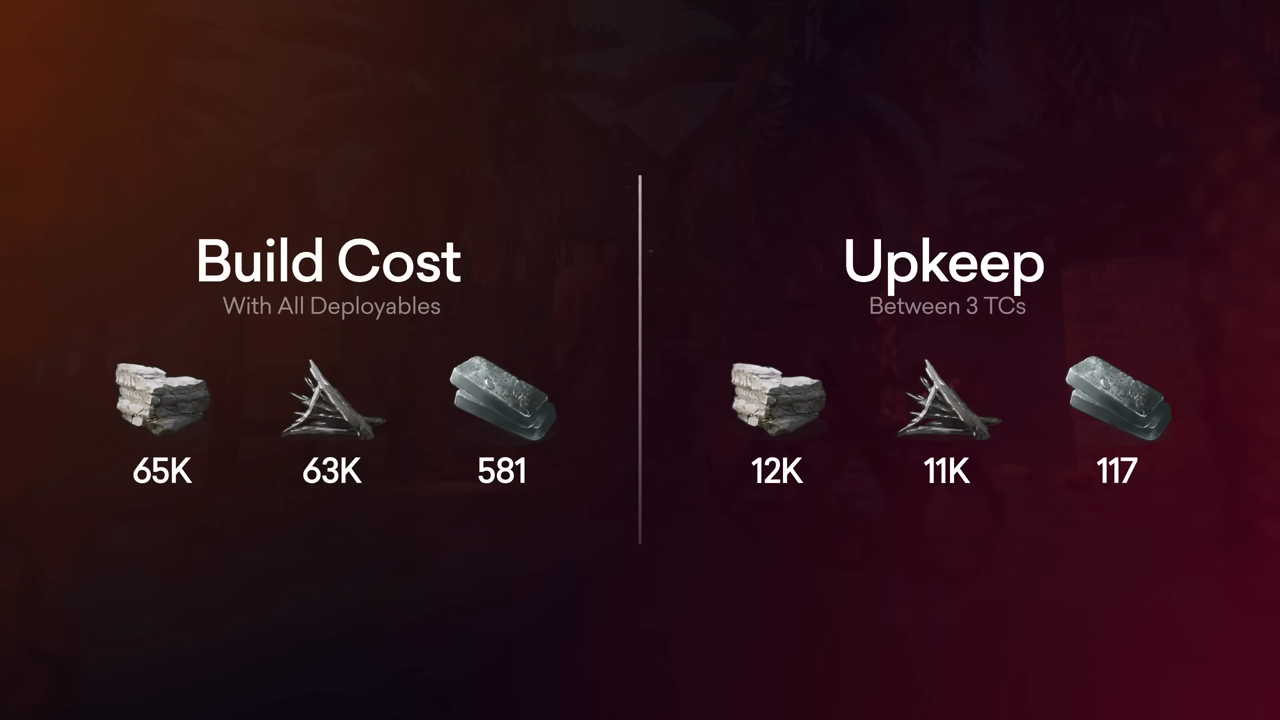 Build Cost
With All Deployables
65K
63K
581
Upkeep
Between 3 TCs
12K
11K
117